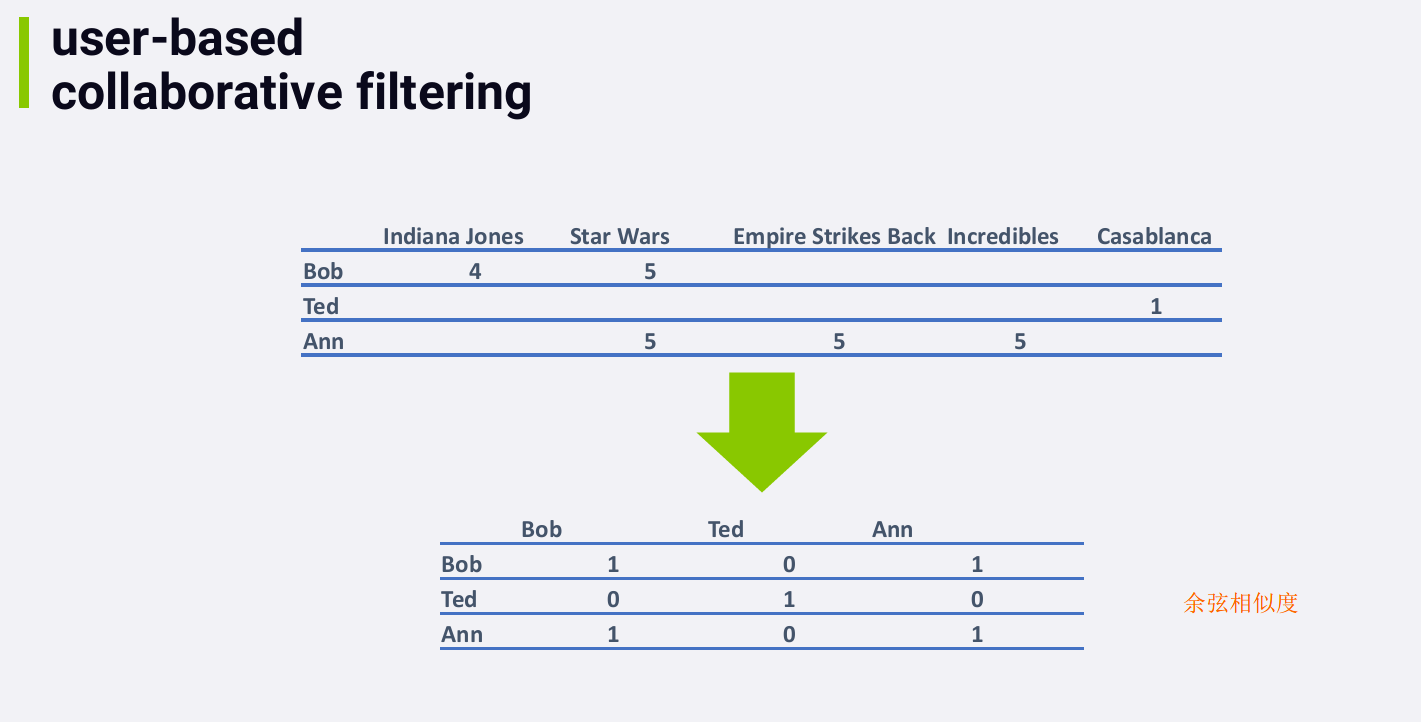 user-based
collaborative filtering
Indiana Jones Star Wars Empire Strikes Back Incredibles Casablanca
Bob 4 5
Ted 1
Ann 5 5 5
Bob Ted Ann
Bob 1 0 1
Ted 0 1 0
余弦相似度
Ann 1 0 1